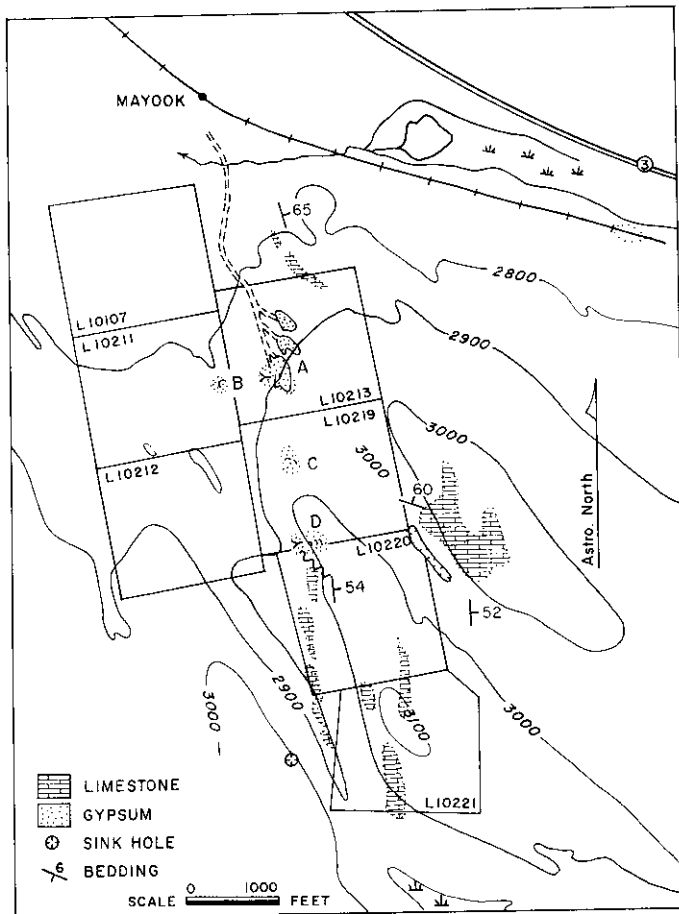 MAYOOK
3
65
2800
L10107
L10211
2900
A
B
L10213
L10219
3000
L10212
C
3000
60
Astro. North
D
L10220
54
52
2900
3000
3100
3000
L10221
LIMESTONE
GYPSUM
SINK HOLE
6 BEDDING
SCALE 0 1000 FEET